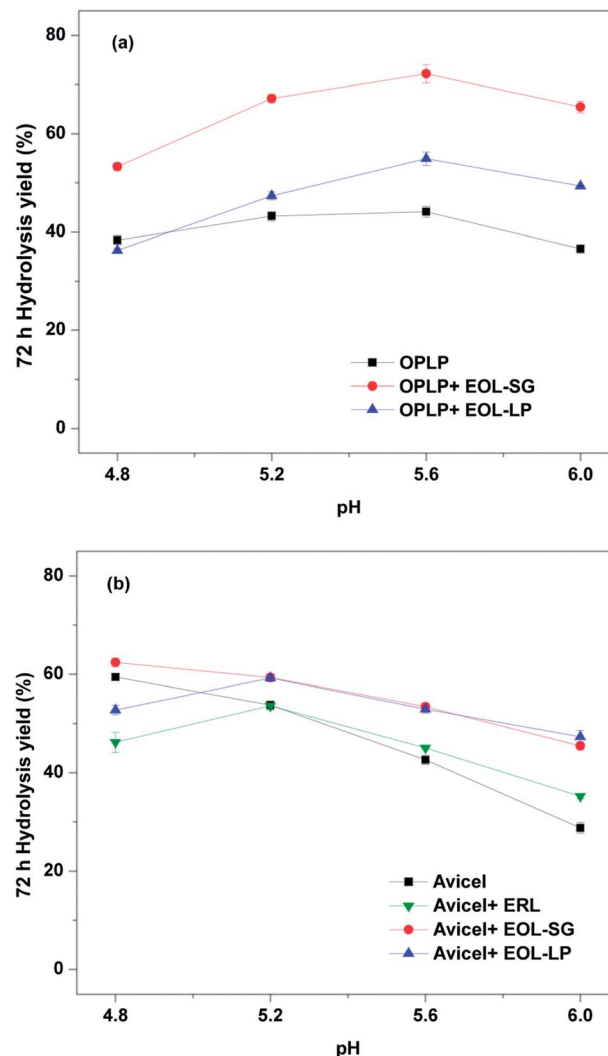 (a)
72 h Hydrolysis yield (%)
80
60
40
20
0
OPLP
OPLP+ EOL-SG
OPLP+ EOL-LP
4.8 5.2 5.6 6.0
pH
(b)
72 h Hydrolysis yield (%)
80
60
40
20
0
Avicel
Avicel+ ERL
Avicel+ EOL-SG
Avicel+ EOL-LP
4.8 5.2 5.6 6.0
pH